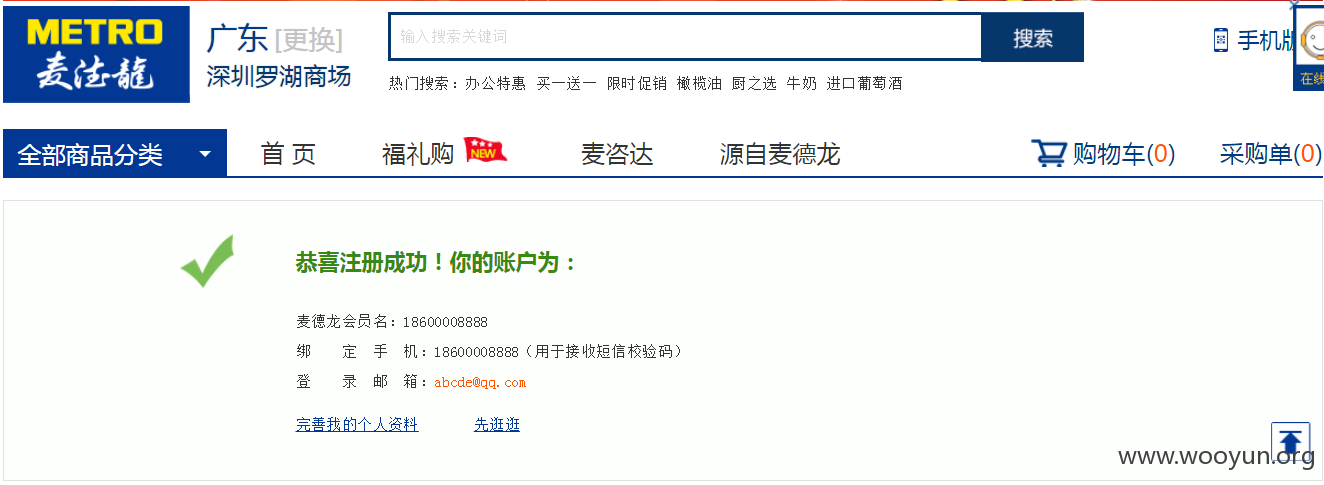 METRO
麦德龍
广东 [更换]
深圳罗湖商场
输入搜索关键词
搜索
热门搜索：办公特惠 买一送一 限时促销 橄榄油 厨之选 牛奶 进口葡萄酒
手机版
在线
全部商品分类
首 页
福礼购
NEW
麦咨达
源自麦德龙
购物车(0)
采购单(0)
恭喜注册成功！你的账户为：
麦德龙会员名：18600008888
绑 定 手 机：18600008888（用于接收短信校验码）
登 录 邮 箱：abcde@qq.com
完善我的个人资料
先逛逛
www.wooyun.org